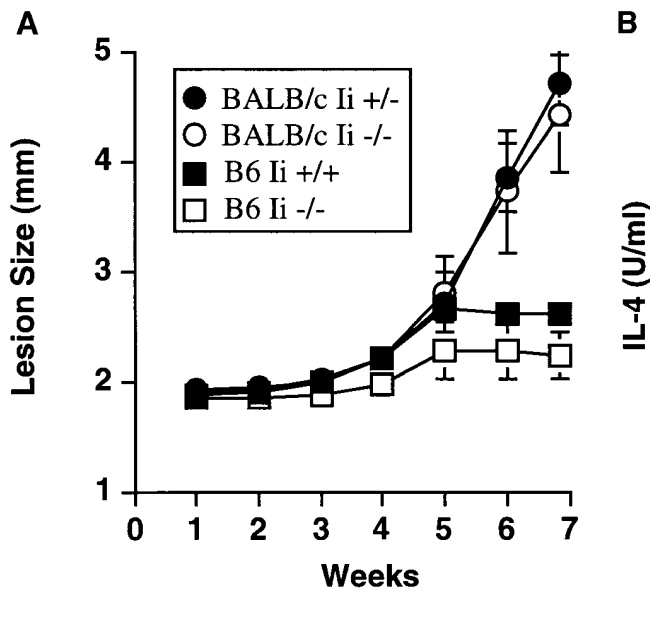 A
B
5
4
3
2
1
Lesion Size (mm)
BALB/c Ii +/-
BALB/c Ii -/-
B6 Ii +/+
B6 Ii -/-
IL-4 (U/ml)
0 1 2 3 4 5 6 7
Weeks